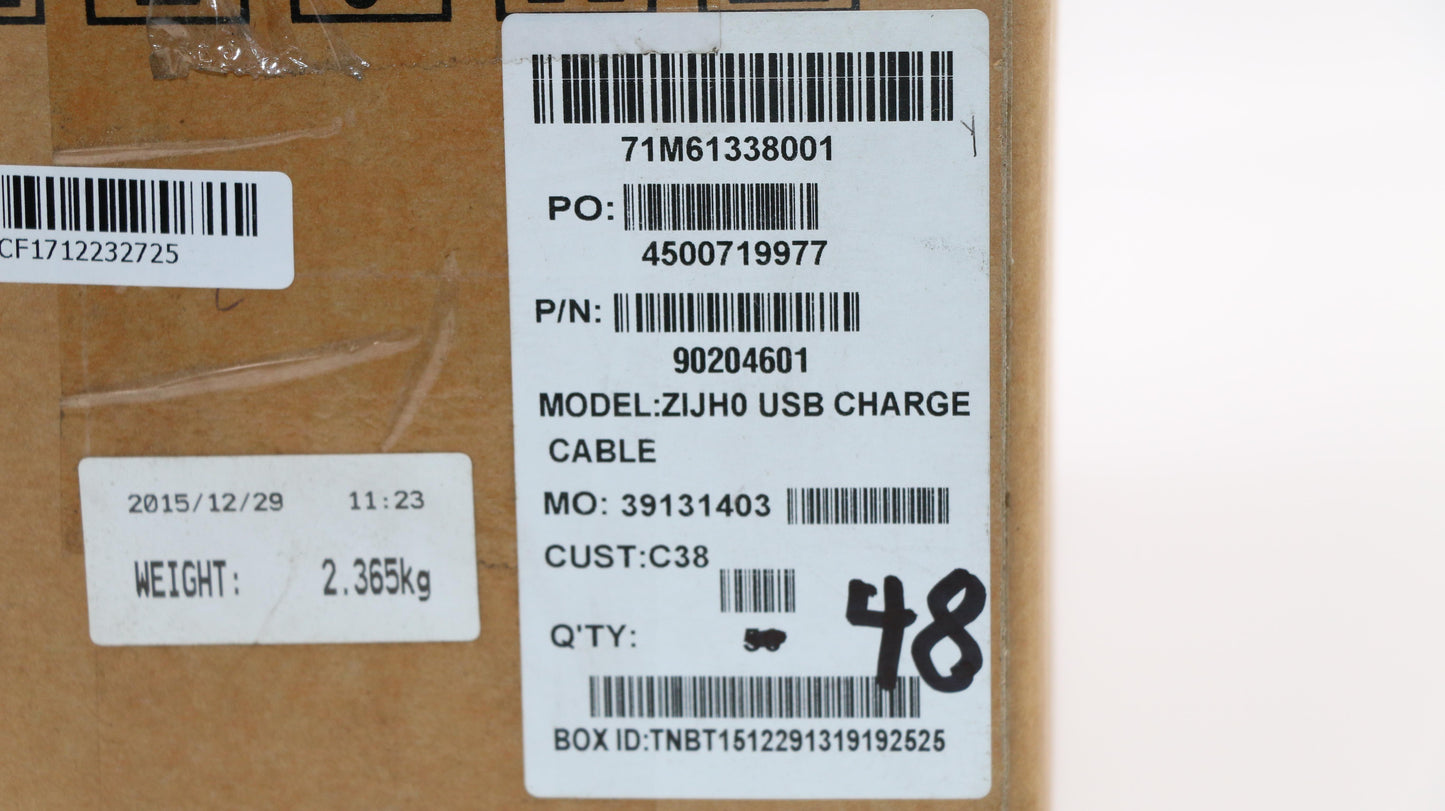 71M61338001
PO:
4500719977
P/N:
90204601
MODEL:ZIJH0 USB CHARGE
CABLE
MO: 39131403
CUST:C38
Q'TY:
48
BOX ID:TNBT1512291319192525
CF1712232725
2015/12/29 11:23
WEIGHT: 2.365kg